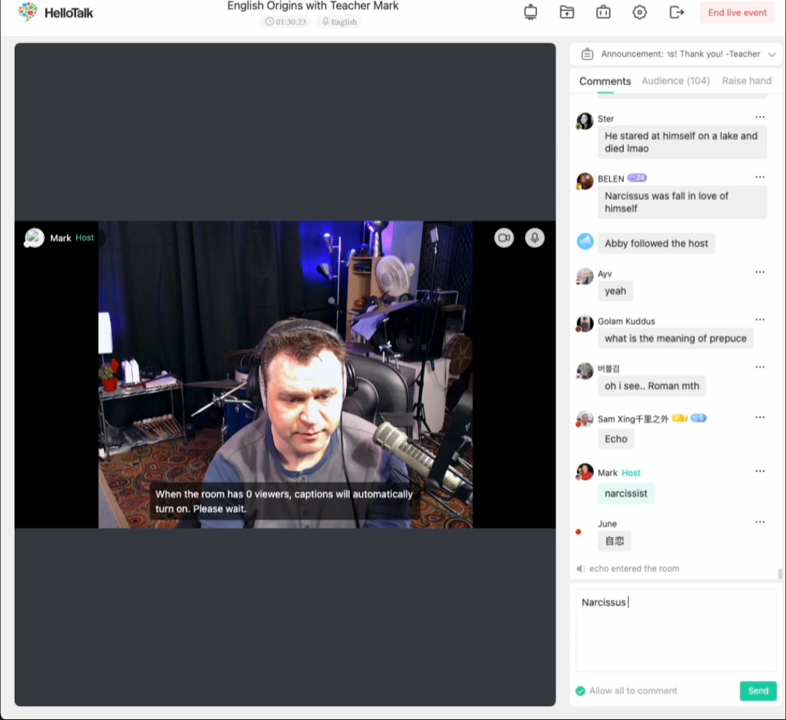 HelloTalk
English Origins with Teacher Mark
01:30:23
English
End live event
Announcement: ns! Thank you! -Teacher
Comments
Audience (104)
Raise hand
Ster
He stared at himself on a lake and
died lmao
BELEN
Narcissus was fall in love of
himself
Abby followed the host
Ayv
yeah
Golam Kuddus
what is the meaning of prepuce
버블검
oh i see.. Roman mth
Sam Xing千里之外
Echo
Mark Host
narcissist
June
自恋
echo entered the room
Narcissus
Allow all to comment
Send
Mark Host
When the room has 0 viewers, captions will automatically
turn on. Please wait.